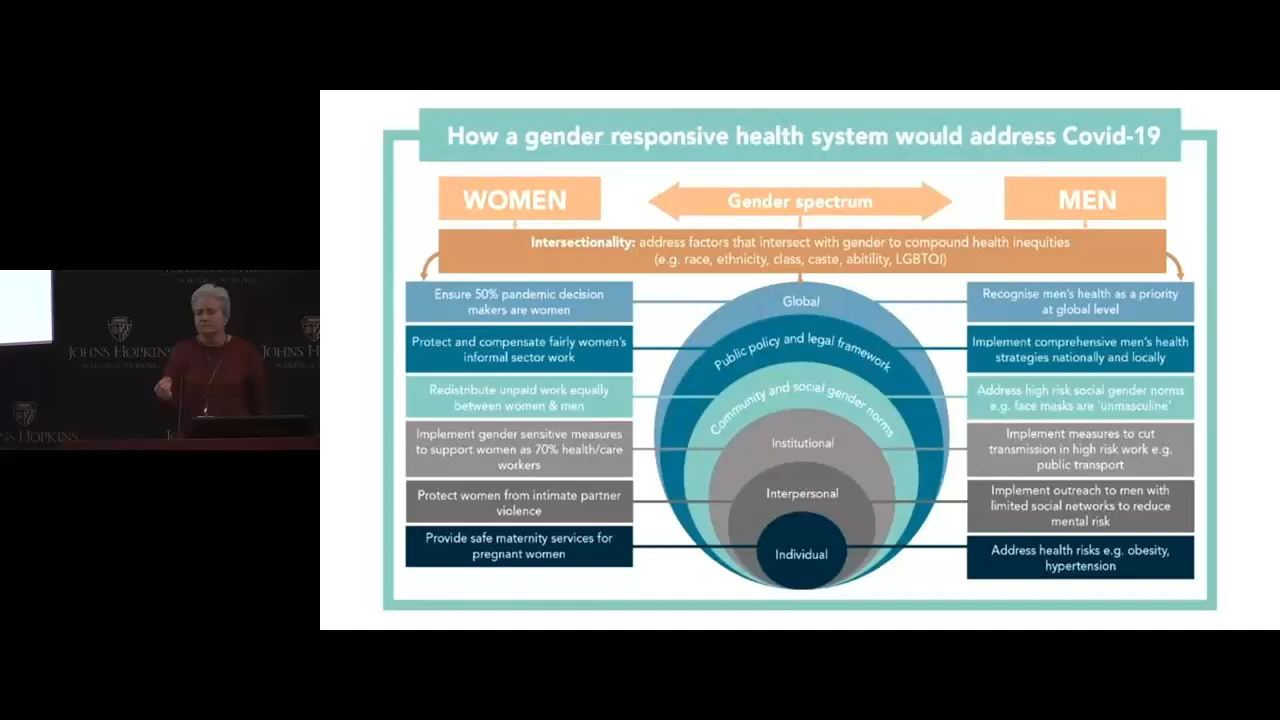 How a gender responsive health system would address Covid-19
WOMEN
Gender spectrum
MEN
Intersectionality: address factors that intersect with gender to compound health inequities
(e.g. race, ethnicity, class, caste, abitility, LGBTQI)
Ensure 50% pandemic decision
makers are women
Global
Recognise men's health as a priority
at global level
Protect and compensate fairly women's
informal sector work
Public policy and legal framework
Implement comprehensive men's health
strategies nationally and locally
Redistribute unpaid work equally
between women & men
Community and social gender norms
Address high risk social gender norms
e.g. face masks are 'unmasculine'
Implement gender sensitive measures
to support women as 70% health/care
workers
Institutional
Implement measures to cut
transmission in high risk work e.g.
public transport
Protect women from intimate partner
violence
Interpersonal
Implement outreach to men with
limited social networks to reduce
mental risk
Provide safe maternity services for
pregnant women
Individual
Address health risks e.g. obesity,
hypertension
JOHNS HOPKINS
JOHNS HOPKINS